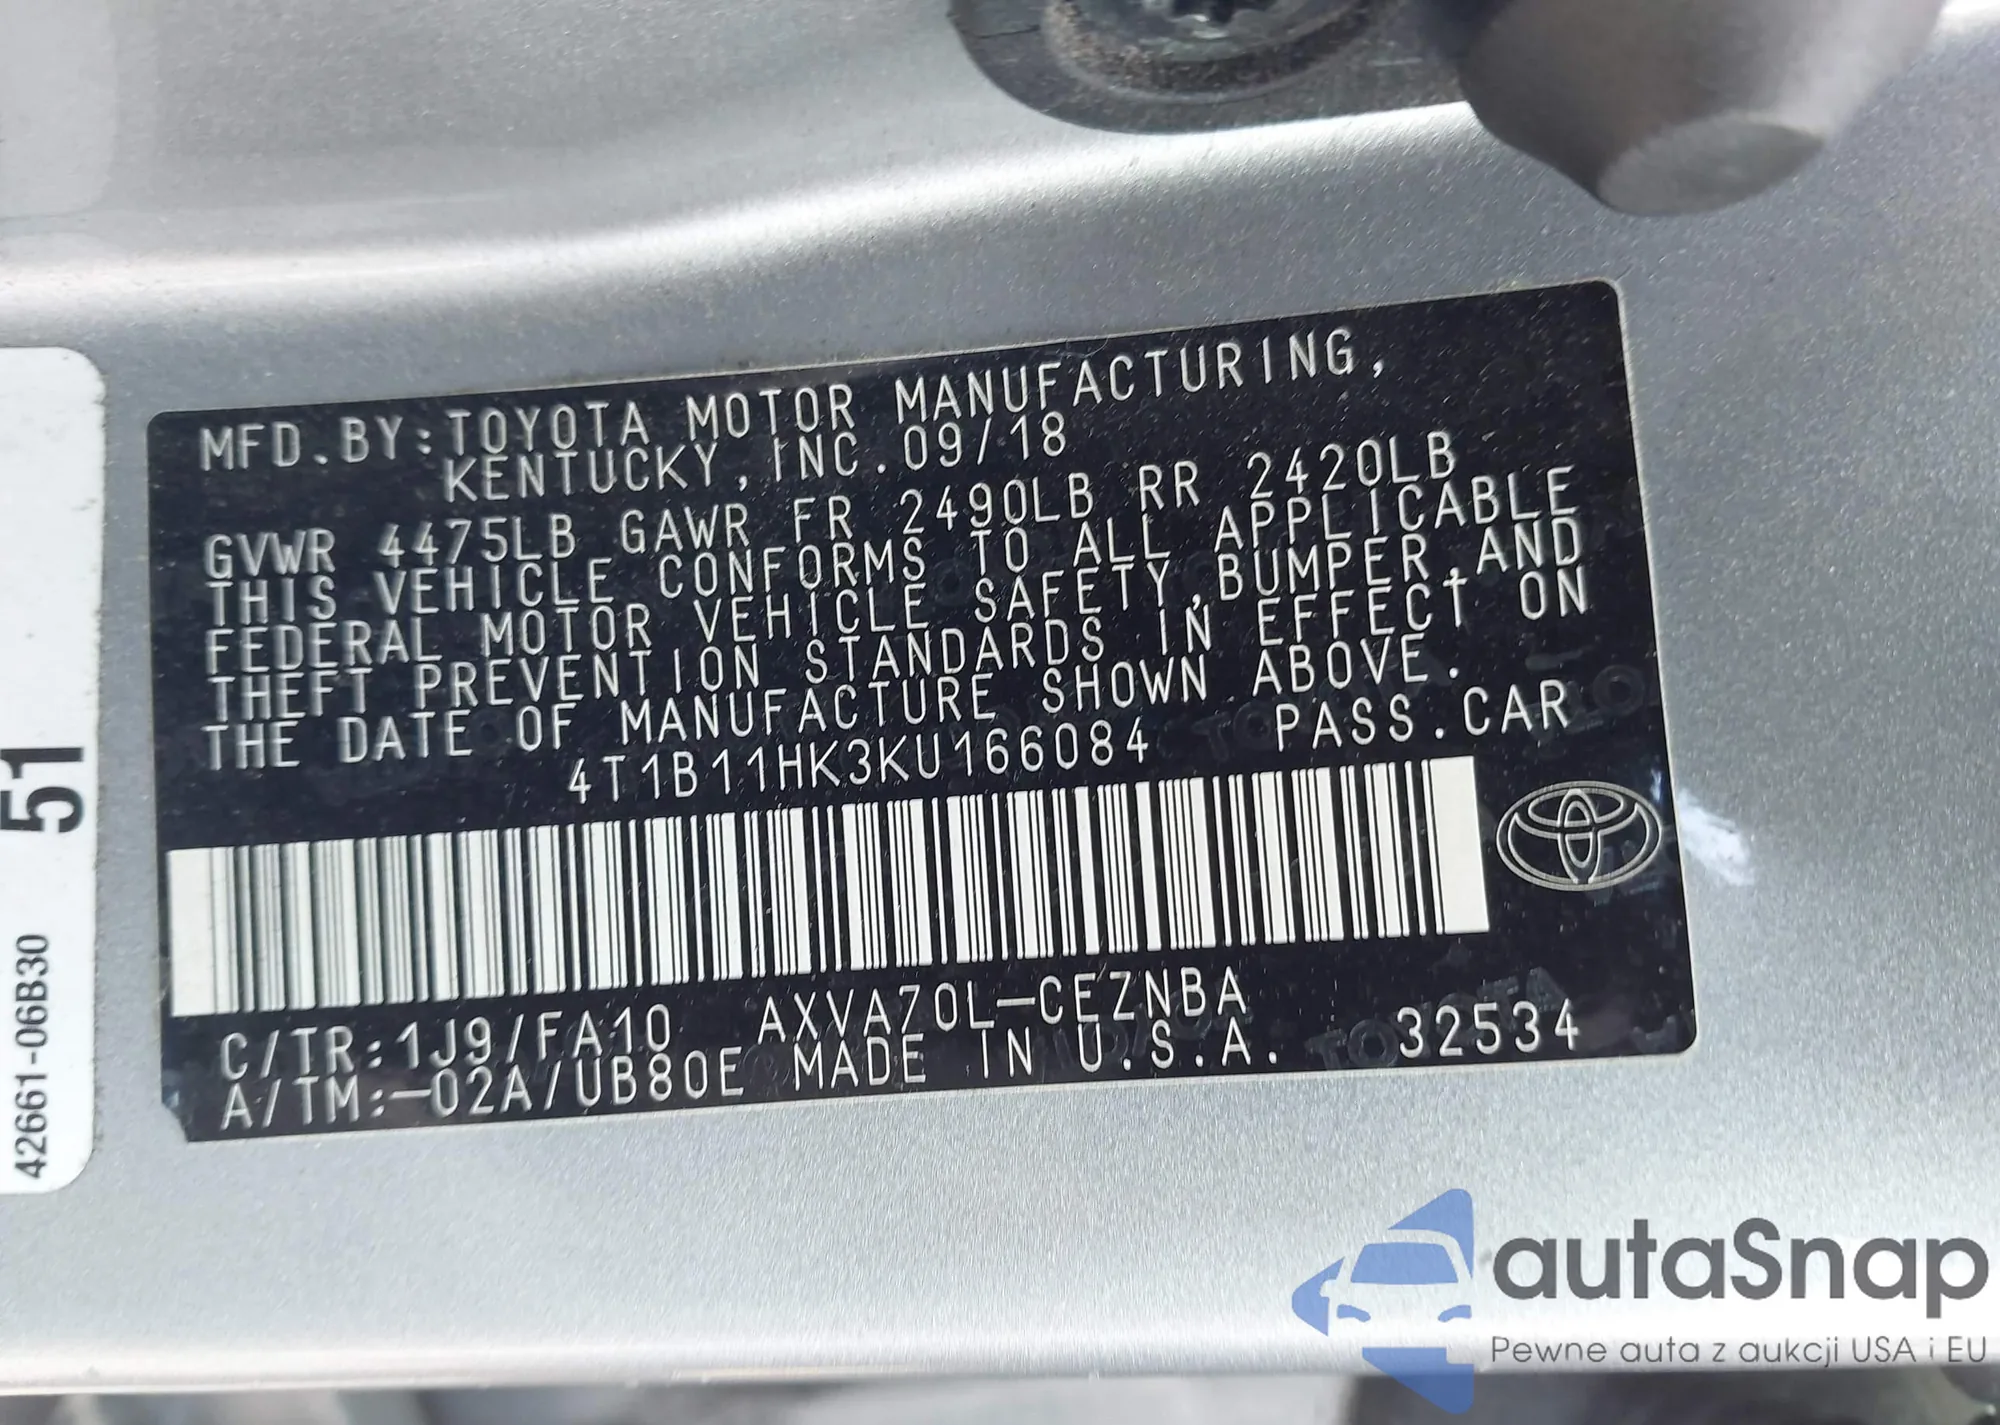 MFD.BY:TOYOTA MOTOR MANUFACTURING,
KENTUCKY,INC.09/18
GVWR 4475LB GAWR FR 2490LB RR 2420LB
THIS VEHICLE CONFORMS TO ALL APPLICABLE
FEDERAL MOTOR VEHICLE SAFETY,BUMPER,AND
THEFT PREVENTION STANDARDS IN EFFECT ON
THE DATE OF MANUFACTURE SHOWN ABOVE.
4T1B11HK3KU166084 PASS.CAR
C/TR:1J9/FA10 AXVA70L-CEZNBA
A/TM:-02A/UB80E MADE IN U.S.A. 32534
51
42661-06B30
autaSnap
Pewne auta z aukcji USA i EU